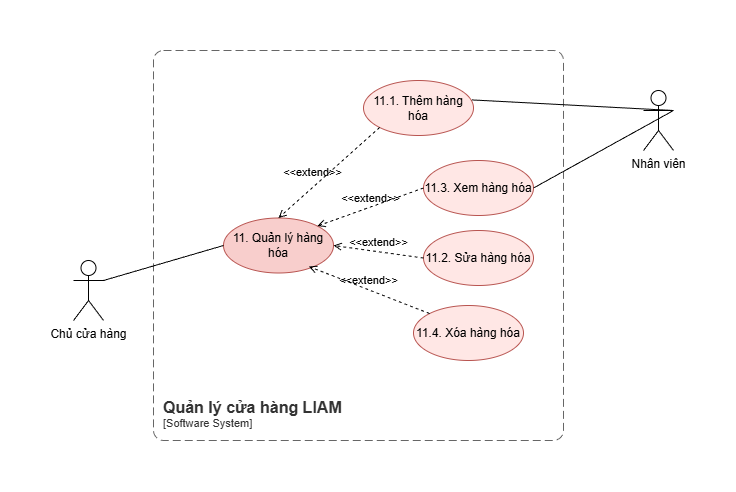 11.1. Thêm hàng
hóa
Nhân viên
<<extend>>
11.3. Xem hàng hóa
<<extend>>
11. Quản lý hàng
hóa
<<extend>>
11.2. Sửa hàng hóa
<<extend>>
Chủ cửa hàng
11.4. Xóa hàng hóa
Quản lý cửa hàng LIAM
[Software System]